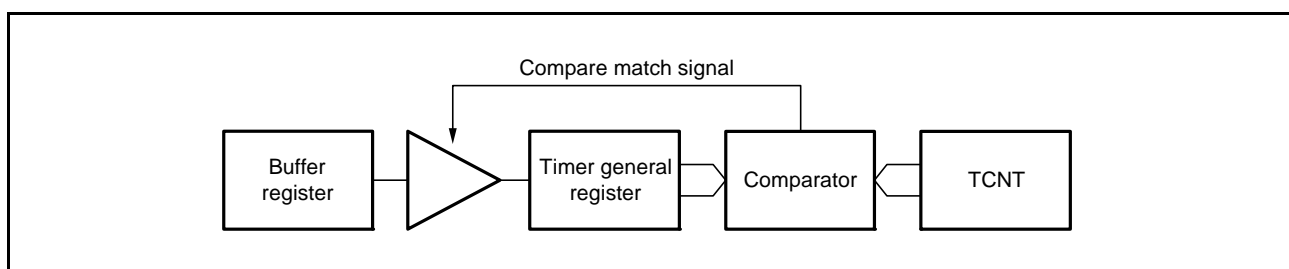 Compare match signal
Buffer
register
Timer general
register
Comparator
TCNT